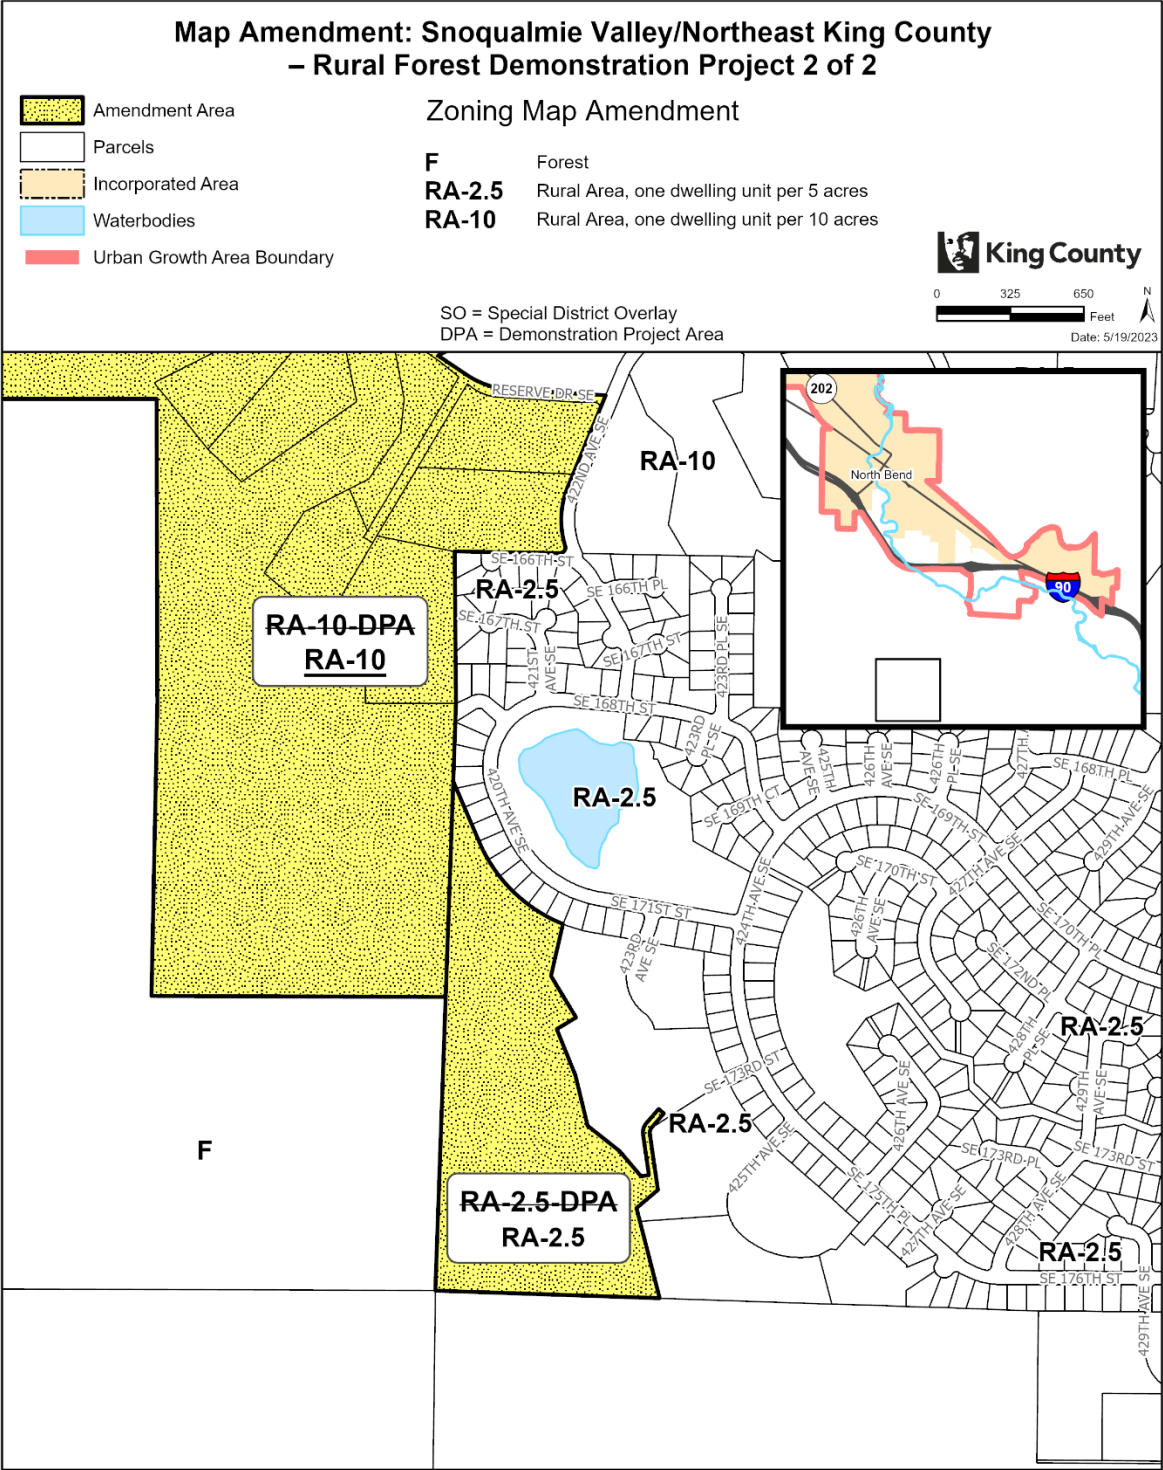 Map Amendment: Snoqualmie Valley/Northeast King County
– Rural Forest Demonstration Project 2 of 2
Amendment Area
Parcels
Incorporated Area
Waterbodies
Urban Growth Area Boundary
Zoning Map Amendment
F Forest
RA-2.5 Rural Area, one dwelling unit per 5 acres
RA-10 Rural Area, one dwelling unit per 10 acres
SO = Special District Overlay
DPA = Demonstration Project Area
King County
0 325 650
Feet
N
Date: 5/19/2023
RESERVE DR SE
422ND AVE SE
RA-10
202
North Bend
90
SE 166TH ST
RA-2.5
SE 166TH PL
SE 167TH ST
SE 167TH ST
421ST
AVE SE
423RD PL SE
RA-10-DPA
RA-10
SE 168TH ST
423RD
PL SE
420TH AVE SE
RA-2.5
SE 169TH CT
425TH
AVE SE
426TH
AVE SE
426TH
PL SE
427TH A
SE 168TH PL
SE 169TH ST
429TH AVE SE
427TH AVE SE
SE 170TH ST
424TH AVE SE
SE 171ST ST
423RD
AVE SE
426TH
AVE SE
SE 170TH PL
SE 172ND PL
428TH
PL SE
RA-2.5
429TH
AVE SE
SE 173RD ST
RA-2.5
426TH AVE SE
425TH AVE SE
SE 173RD PL
SE 173RD ST
SE 175TH PL
427TH AVE SE
428TH AVE SE
F
RA-2.5-DPA
RA-2.5
RA-2.5
SE 176TH ST
429TH AVE SE